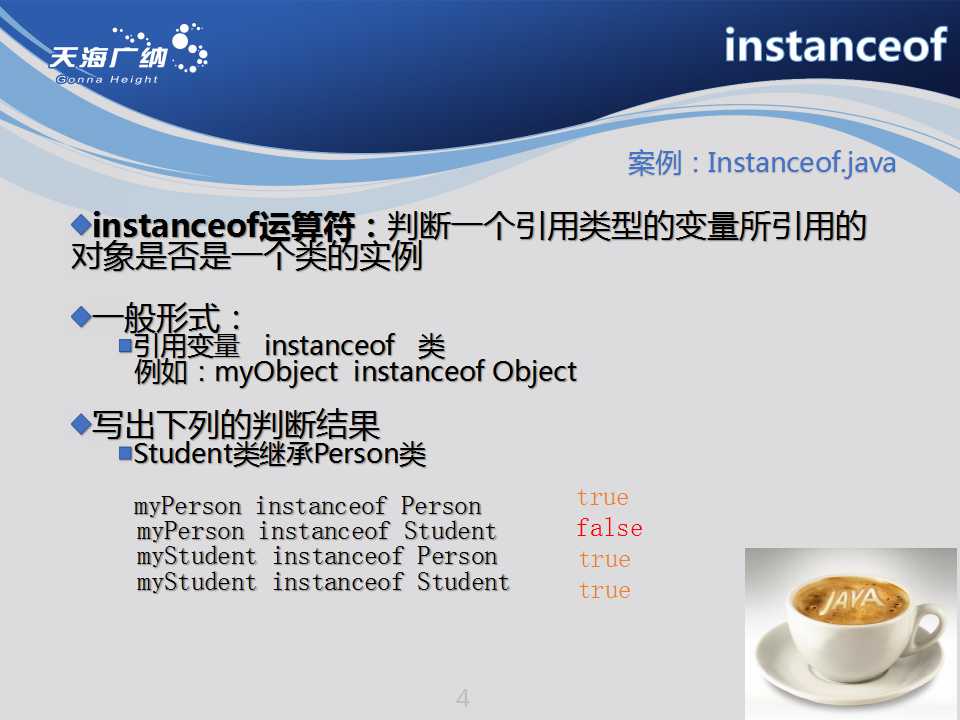 天海广纳
Gonna Height
instanceof
案例：Instanceof.java
instanceof运算符：判断一个引用类型的变量所引用的
对象是否是一个类的实例
一般形式：
引用变量 instanceof 类
例如：myObject instanceof Object
写出下列的判断结果
Student类继承Person类
myPerson instanceof Person true
myPerson instanceof Student false
myStudent instanceof Person true
myStudent instanceof Student true
JAVA
4